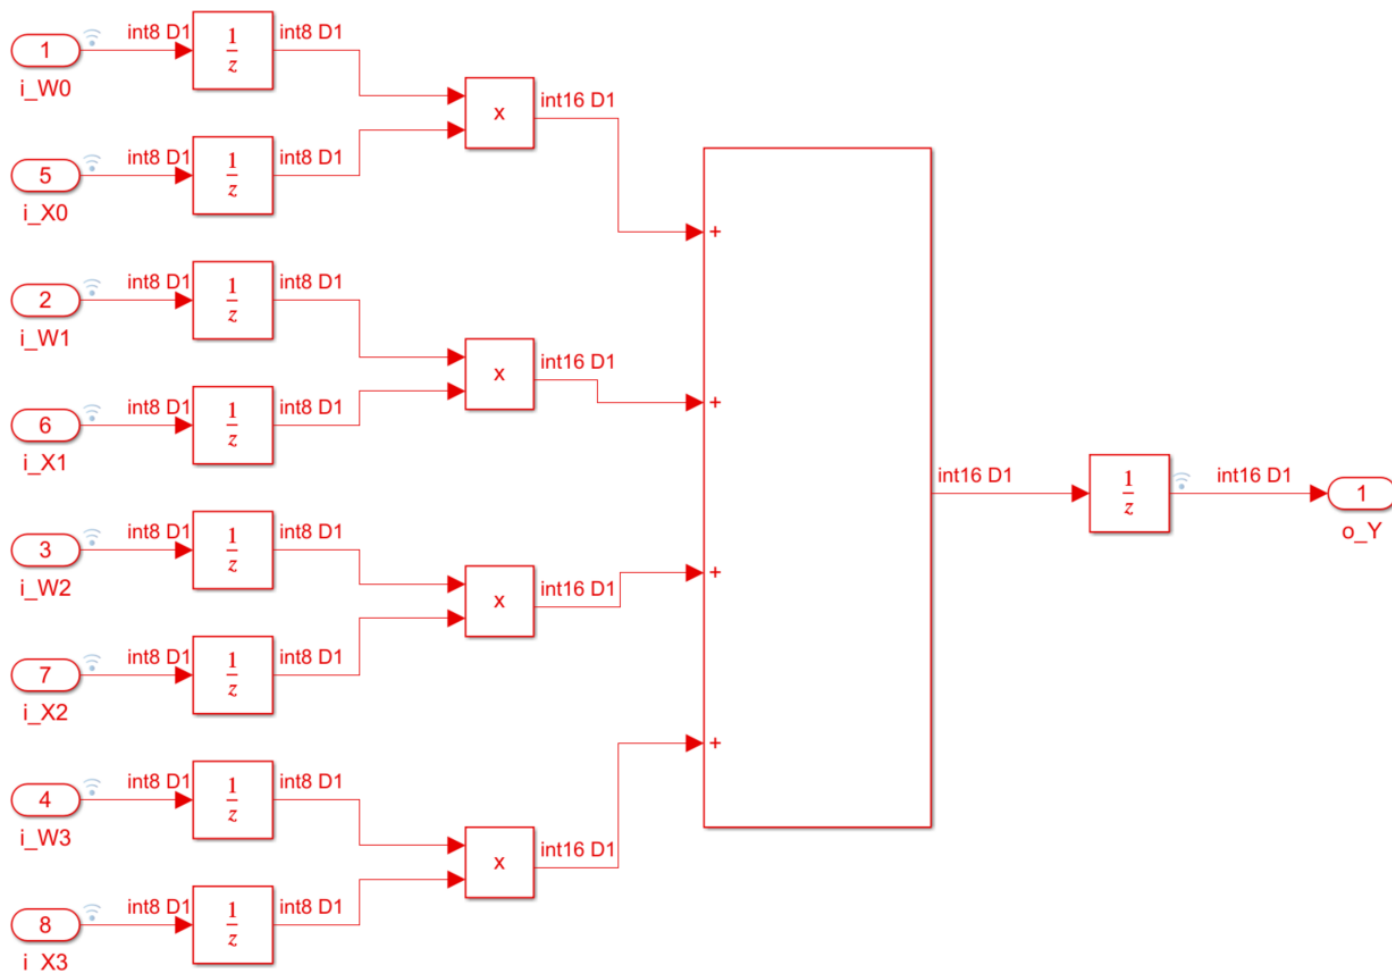 int8 D1
int8 D1
1
1
z
i_W0
x
int16 D1
int8 D1
int8 D1
5
1
z
i_X0
+
int8 D1
int8 D1
2
1
z
i_W1
x
int16 D1
+
int8 D1
int8 D1
6
1
z
i_X1
int16 D1
1
z
int16 D1
1
o_Y
int8 D1
int8 D1
3
1
z
i_W2
x
int16 D1
+
int8 D1
int8 D1
7
1
z
i_X2
+
int8 D1
int8 D1
4
1
z
i_W3
x
int16 D1
int8 D1
int8 D1
8
1
z
i_X3